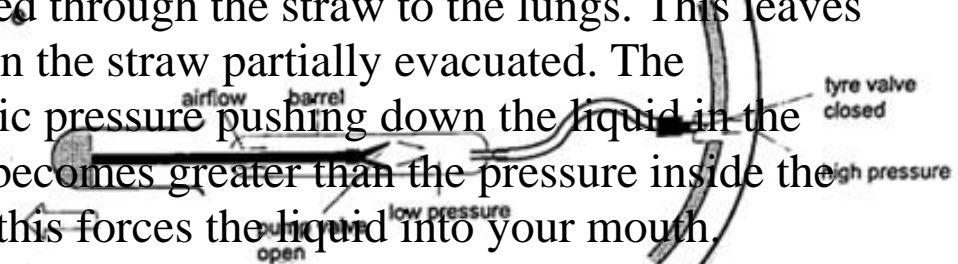 ed through the straw to the lungs. This leaves
n the straw partially evacuated. The
tyre valve
closed
airflow barrel
ic pressure pushing down the liquid in the
becomes greater than the pressure inside the
high pressure
low pressure
this forces the liquid into your mouth,
pump valve
open